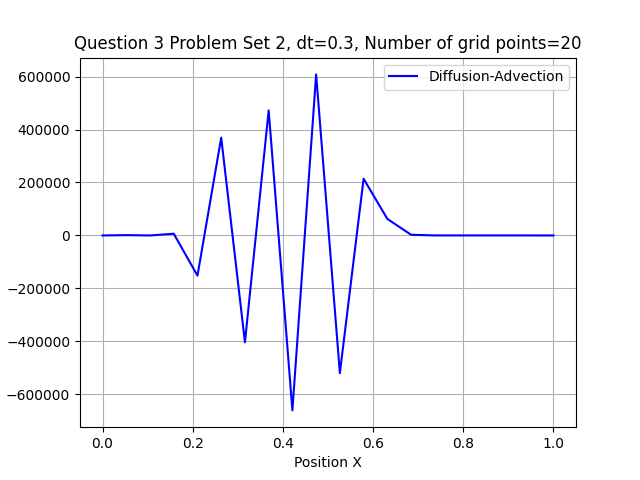 Question 3 Problem Set 2, dt=0.3, Number of grid points=20
Diffusion-Advection
600000
400000
200000
0
−200000
−400000
−600000
0.0 0.2 0.4 0.6 0.8 1.0
Position X